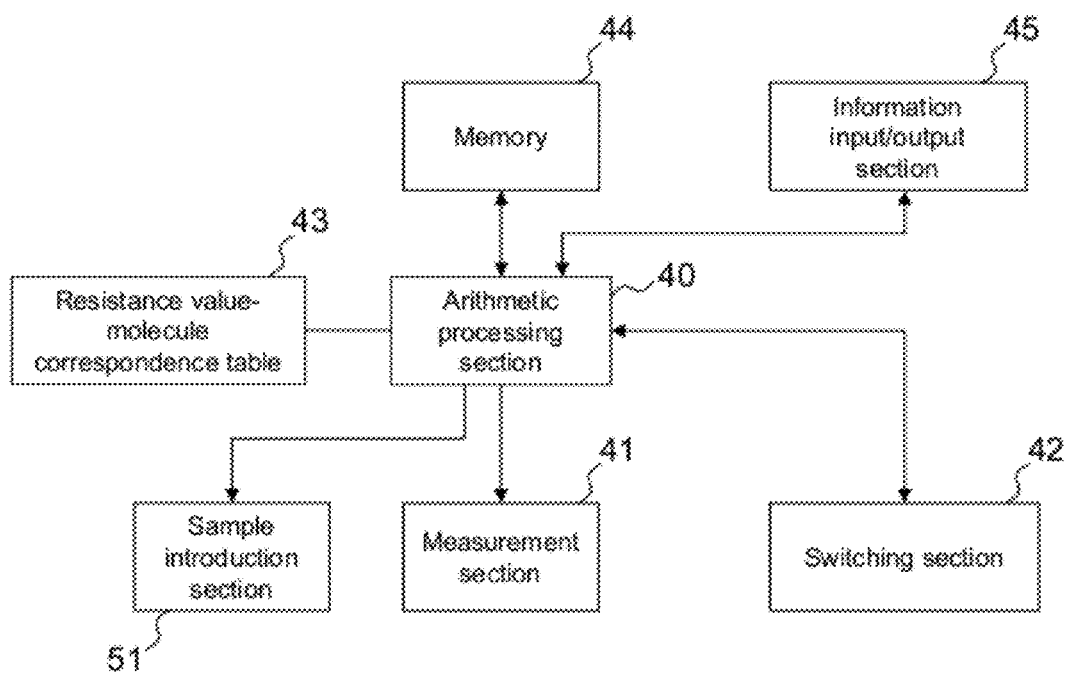 44
Memory
45
Information
input/output
section
43
Resistance value-
molecule
correspondence table
40
Arithmetic
processing
section
51
Sample
introduction
section
41
Measurement
section
42
Switching section